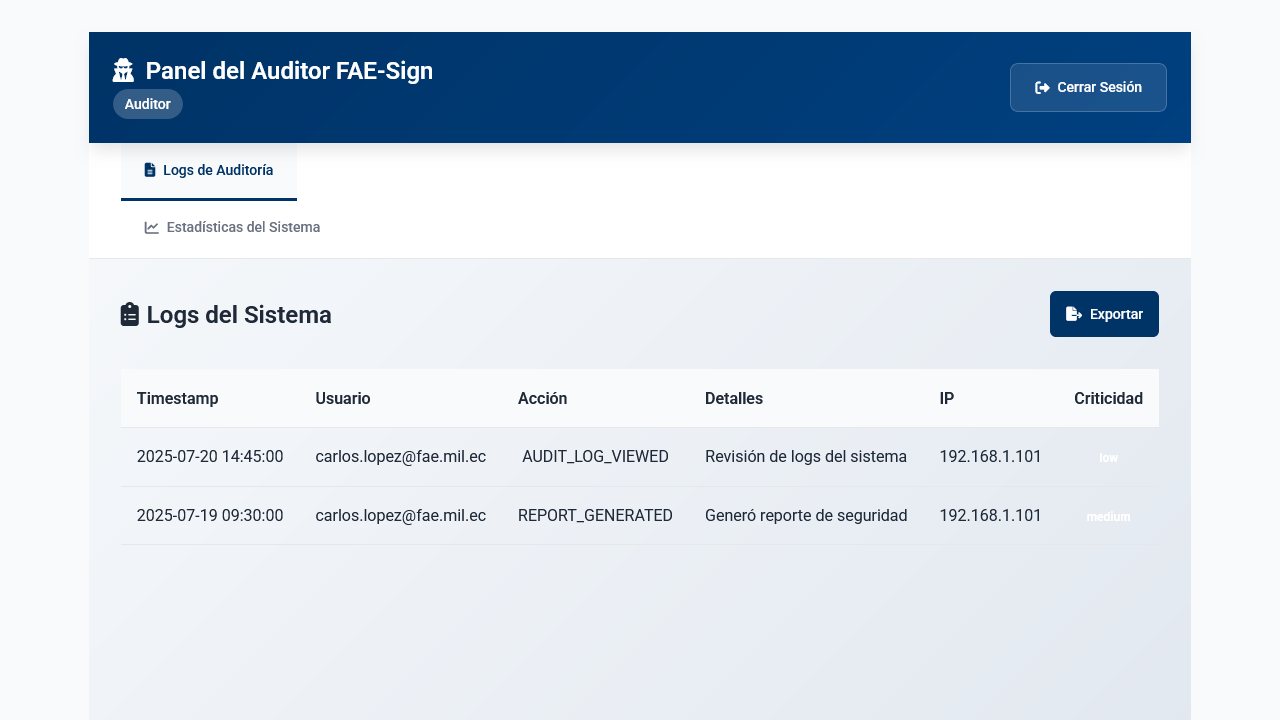 Panel del Auditor FAE-Sign
Auditor
Cerrar Sesión
Logs de Auditoría
Estadísticas del Sistema
Logs del Sistema
Exportar
Timestamp Usuario Acción Detalles IP Criticidad
2025-07-20 14:45:00 carlos.lopez@fae.mil.ec AUDIT_LOG_VIEWED Revisión de logs del sistema 192.168.1.101 low
2025-07-19 09:30:00 carlos.lopez@fae.mil.ec REPORT_GENERATED Generó reporte de seguridad 192.168.1.101 medium